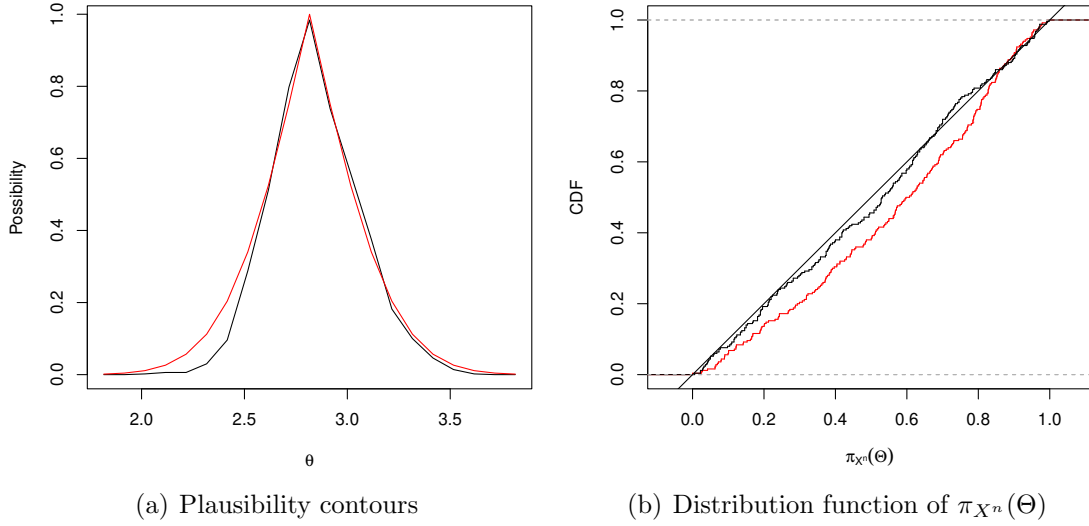 Possibility
1.0
0.8
0.6
0.4
0.2
0.0
2.0 2.5 3.0 3.5
θ
(a) Plausibility contours
CDF
1.0
0.8
0.6
0.4
0.2
0.0
0.0 0.2 0.4 0.6 0.8 1.0
πXⁿ(Θ)
(b) Distribution function of πXⁿ(Θ)